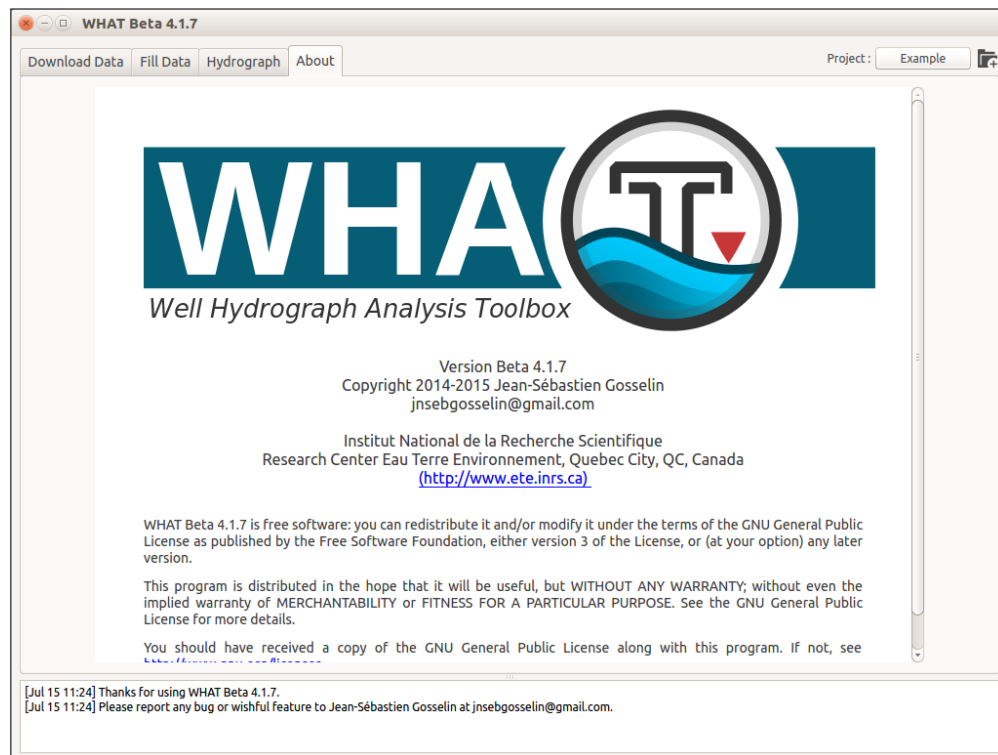 WHAT Beta 4.1.7
Download Data Fill Data Hydrograph About Project : Example
WHAT
Well Hydrograph Analysis Toolbox
Version Beta 4.1.7
Copyright 2014-2015 Jean-Sébastien Gosselin
jnsebgosselin@gmail.com
Institut National de la Recherche Scientifique
Research Center Eau Terre Environnement, Quebec City, QC, Canada
(http://www.ete.inrs.ca)
WHAT Beta 4.1.7 is free software: you can redistribute it and/or modify it under the terms of the GNU General Public
License as published by the Free Software Foundation, either version 3 of the License, or (at your option) any later
version.
This program is distributed in the hope that it will be useful, but WITHOUT ANY WARRANTY; without even the
implied warranty of MERCHANTABILITY or FITNESS FOR A PARTICULAR PURPOSE. See the GNU General Public
License for more details.
You should have received a copy of the GNU General Public License along with this program. If not, see
http://www.gnu.org/licenses
[Jul 15 11:24] Thanks for using WHAT Beta 4.1.7.
[Jul 15 11:24] Please report any bug or wishful feature to Jean-Sébastien Gosselin at jnsebgosselin@gmail.com.